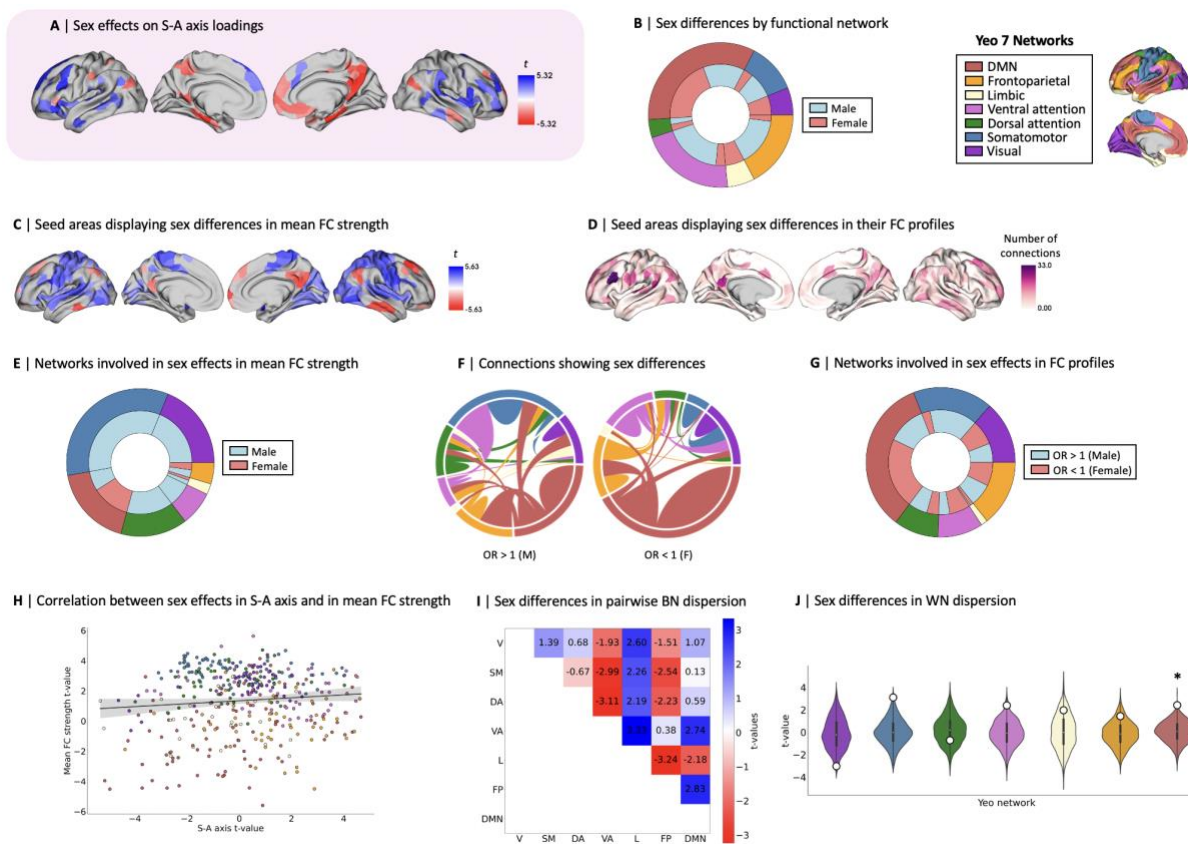 A | Sex effects on S-A axis loadings
t
5.32
-5.32
B | Sex differences by functional network
Male
Female
Yeo 7 Networks
DMN
Frontoparietal
Limbic
Ventral attention
Dorsal attention
Somatomotor
Visual
C | Seed areas displaying sex differences in mean FC strength
t
5.63
-5.63
D | Seed areas displaying sex differences in their FC profiles
Number of
connections
33.0
0.00
E | Networks involved in sex effects in mean FC strength
Male
Female
F | Connections showing sex differences
OR > 1 (M)
OR < 1 (F)
G | Networks involved in sex effects in FC profiles
OR > 1 (Male)
OR < 1 (Female)
H | Correlation between sex effects in S-A axis and in mean FC strength
Mean FC strength t-value
6
4
2
0
−2
−4
−6
−4
−2
0
2
4
S-A axis t-value
I | Sex differences in pairwise BN dispersion
V 1.39 0.68 -1.93 2.60 -1.51 1.07
SM -0.67 -2.99 2.26 -2.54 0.13
DA -3.11 2.19 -2.23 0.59
VA 0.38 2.74
L -3.24 -2.18
FP 2.83
DMN
V SM DA VA L FP DMN
3
2
1
0
−1
−2
−3
t-values
J | Sex differences in WN dispersion
*
t-value
4
2
0
−2
−4
Yeo network